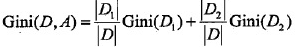 Gini(D, A) = |D₁|/|D| Gini(D₁) + |D₂|/|D| Gini(D₂)